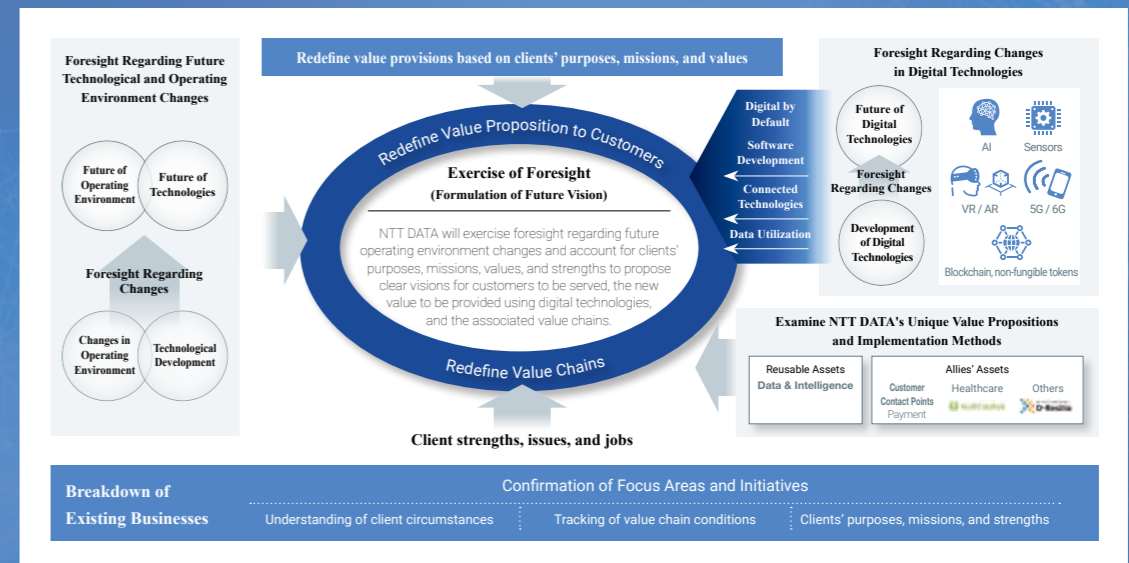 Foresight Regarding Future
Technological and Operating
Environment Changes
Future of
Operating
Environment
Future of
Technologies
Foresight Regarding
Changes
Changes in
Operating
Environment
Technological
Development
Redefine value provisions based on clients' purposes, missions, and values
Redefine Value Proposition to Customers
Exercise of Foresight
(Formulation of Future Vision)
NTT DATA will exercise foresight regarding future
operating environment changes and account for clients'
purposes, missions, values, and strengths to propose
clear visions for customers to be served, the new
value to be provided using digital technologies,
and the associated value chains.
Redefine Value Chains
Client strengths, issues, and jobs
Digital by
Default
Software
Development
Connected
Technologies
Data Utilization
Foresight Regarding Changes
in Digital Technologies
Future of
Digital
Technologies
Foresight
Regarding Changes
Development
of Digital
Technologies
AI
Sensors
VR / AR
5G / 6G
Blockchain, non-fungible tokens
Examine NTT DATA's Unique Value Propositions
and Implementation Methods
Reusable Assets
Data & Intelligence
Allies' Assets
Customer
Contact Points
Payment
Healthcare
Others
D-Resilio
Breakdown of
Existing Businesses
Confirmation of Focus Areas and Initiatives
Understanding of client circumstances
Tracking of value chain conditions
Clients' purposes, missions, and strengths